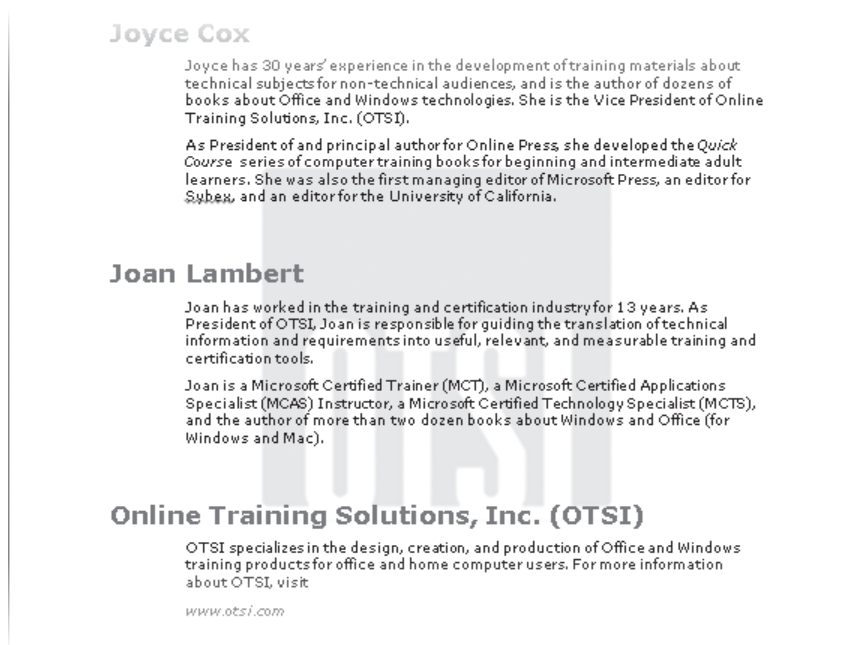 Joyce Cox
Joyce has 30 years' experience in the development of training materials about
technical subjects for non-technical audiences, and is the author of dozens of
books about Office and Windows technologies. She is the Vice President of Online
Training Solutions, Inc. (OTSI).
As President of and principal author for Online Press, she developed the Quick
Course series of computer training books for beginning and intermediate adult
learners. She was also the first managing editor of Microsoft Press, an editor for
Sybex, and an editor for the University of California.
Joan Lambert
Joan has worked in the training and certification industry for 13 years. As
President of OTSI, Joan is responsible for guiding the translation of technical
information and requirements into useful, relevant, and measurable training and
certification tools.
Joan is a Microsoft Certified Trainer (MCT), a Microsoft Certified Applications
Specialist (MCAS) Instructor, a Microsoft Certified Technology Specialist (MCTS),
and the author of more than two dozen books about Windows and Office (for
Windows and Mac).
OTSI
Online Training Solutions, Inc. (OTSI)
OTSI specializes in the design, creation, and production of Office and Windows
training products for office and home computer users. For more information
about OTSI, visit
www.otsi.com